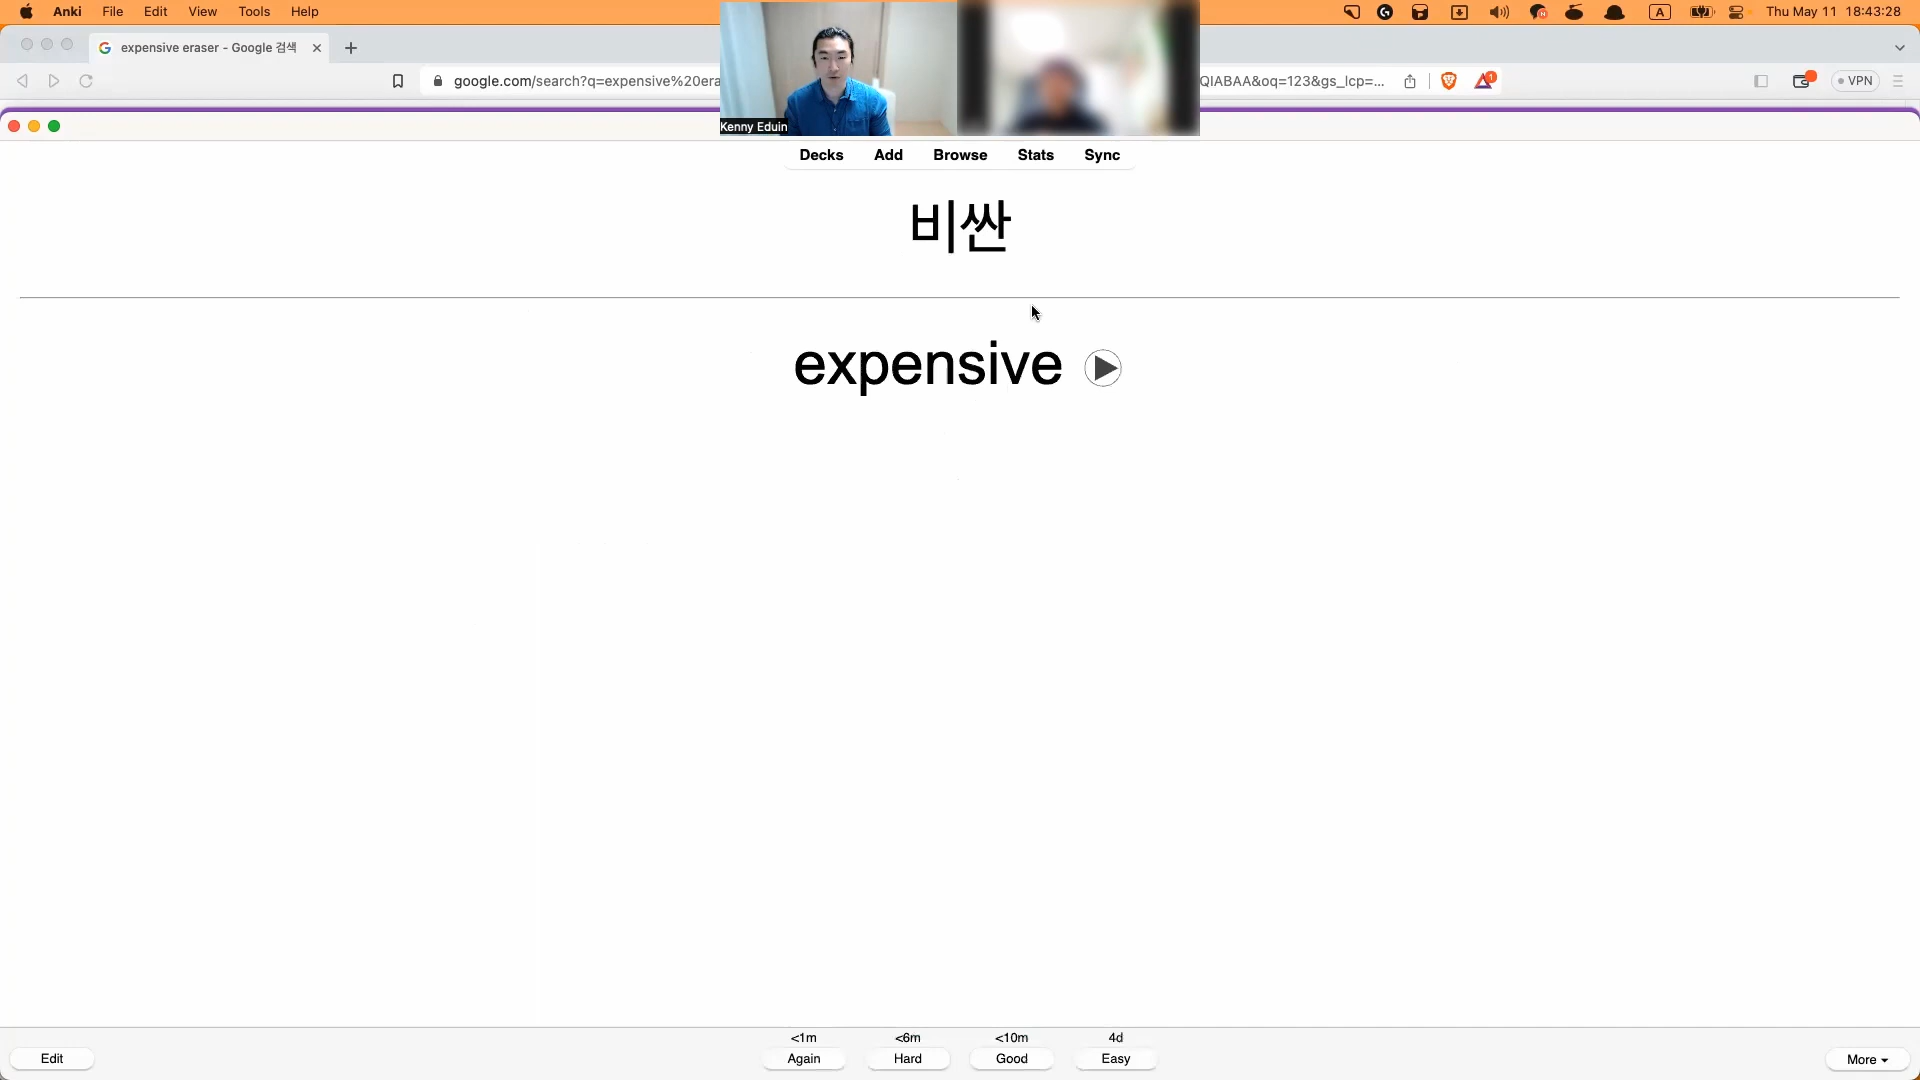 Anki File Edit View Tools Help
Thu May 11 18:43:28
expensive eraser - Google 검색
google.com/search?q=expensive%20era
QIABAA&oq=123&gs_lcp=...
VPN
Kenny Eduin
Decks Add Browse Stats Sync
비싼
expensive
<1m <6m <10m 4d
Edit Again Hard Good Easy More